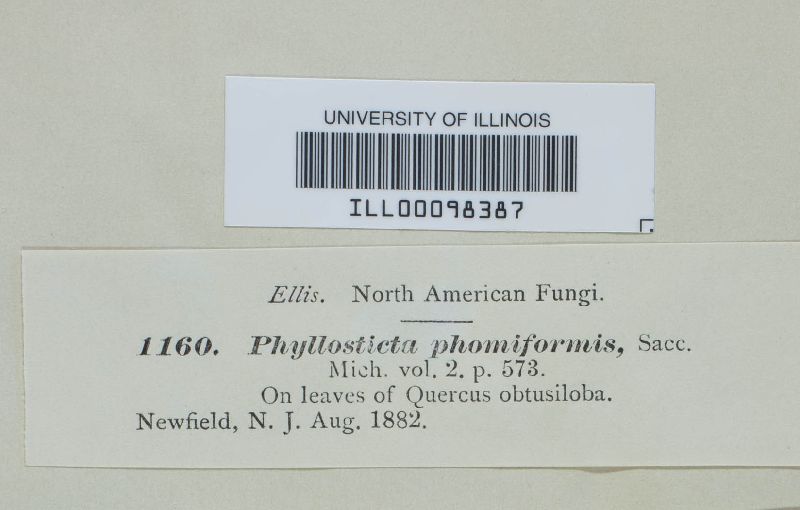 UNIVERSITY OF ILLINOIS
ILL00098387
Ellis. North American Fungi.
1160. Phyllosticta phomiformis, Sacc.
Mich. vol. 2. p. 573.
On leaves of Quercus obtusiloba.
Newfield, N. J. Aug. 1882.